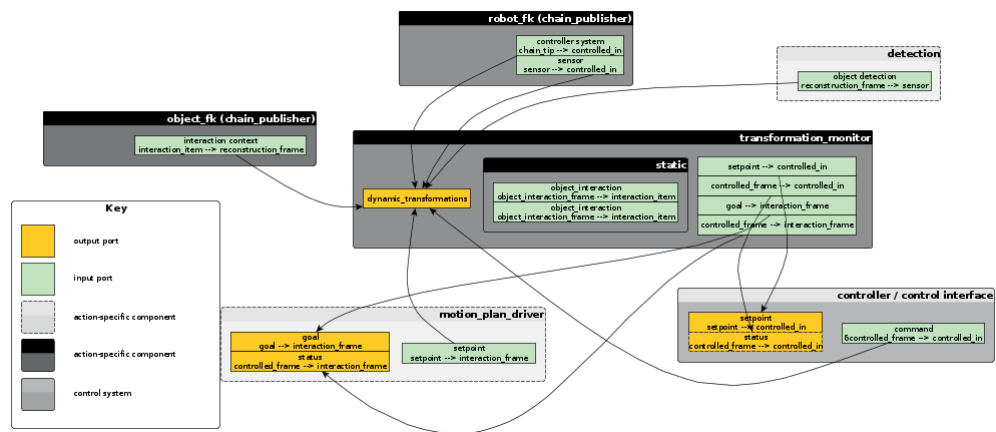 robot_fk (chain_publisher)
controller system
chain_tip --> controlled_in
sensor
sensor --> controlled_in
detection
object detection
reconstruction_frame --> sensor
object_fk (chain_publisher)
interaction context
interaction_item --> reconstruction_frame
transformation_monitor
dynamic_transformations
static
object_interaction
object_interaction_frame --> interaction_item
object_interaction
object_interaction_frame --> interaction_item
setpoint --> controlled_in
controlled_frame --> controlled_in
goal --> interaction_frame
controlled_frame --> interaction_frame
Key
output port
input port
action-specific component
action-specific component
control system
motion_plan_driver
goal
goal --> interaction_frame
status
controlled_frame --> interaction_frame
setpoint
setpoint --> interaction_frame
controller / control interface
setpoint
setpoint --> controlled_in
status
controlled_frame --> controlled_in
command
δcontrolled_frame --> controlled_in